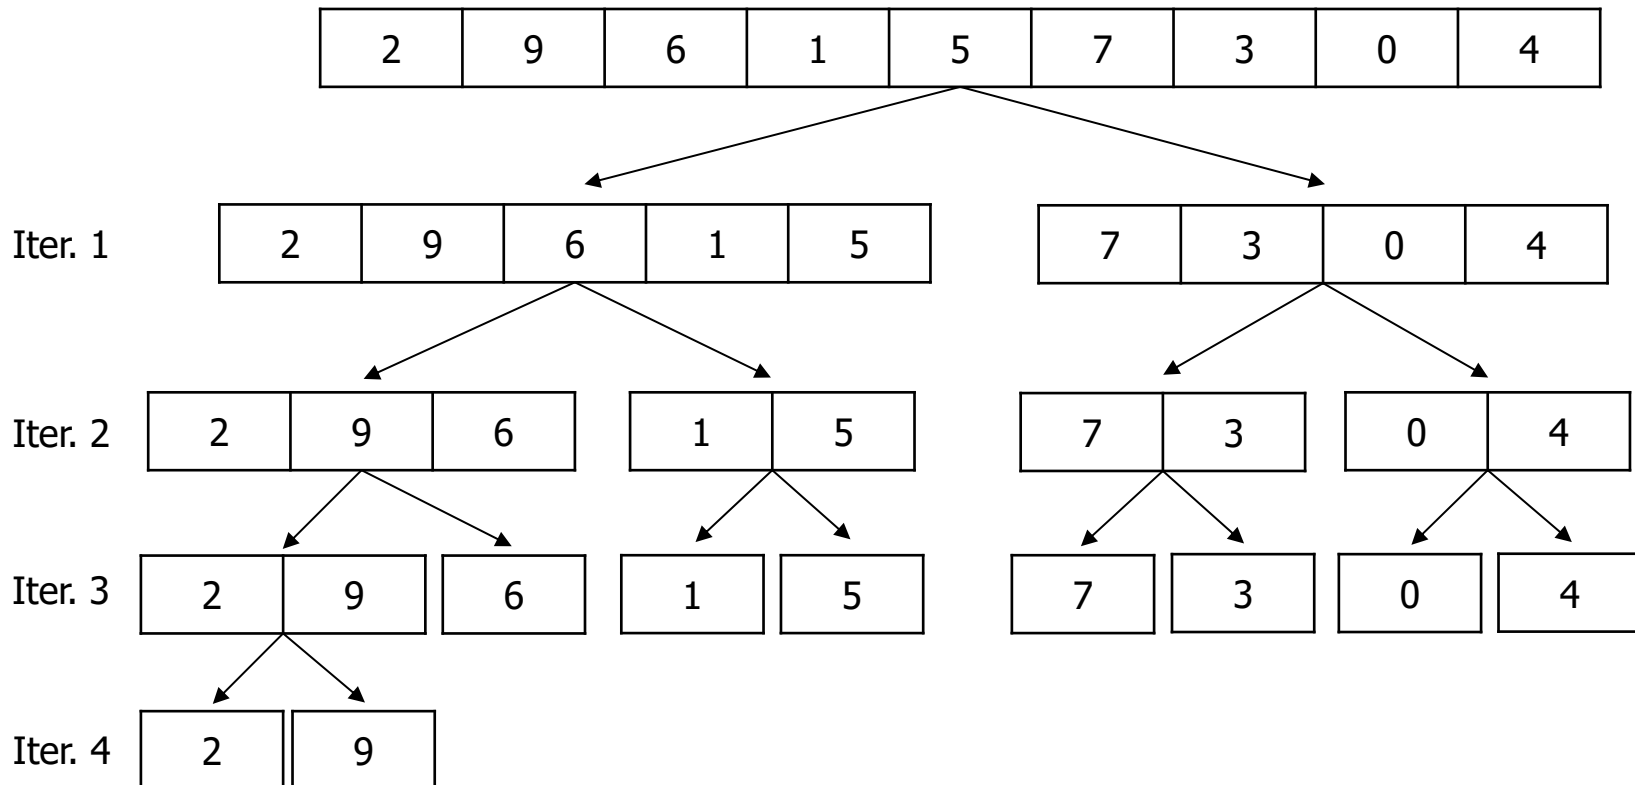 2 9 6 1 5 7 3 0 4
Iter. 1 2 9 6 1 5 7 3 0 4
Iter. 2 2 9 6 1 5 7 3 0 4
Iter. 3 2 9 6 1 5 7 3 0 4
Iter. 4 2 9